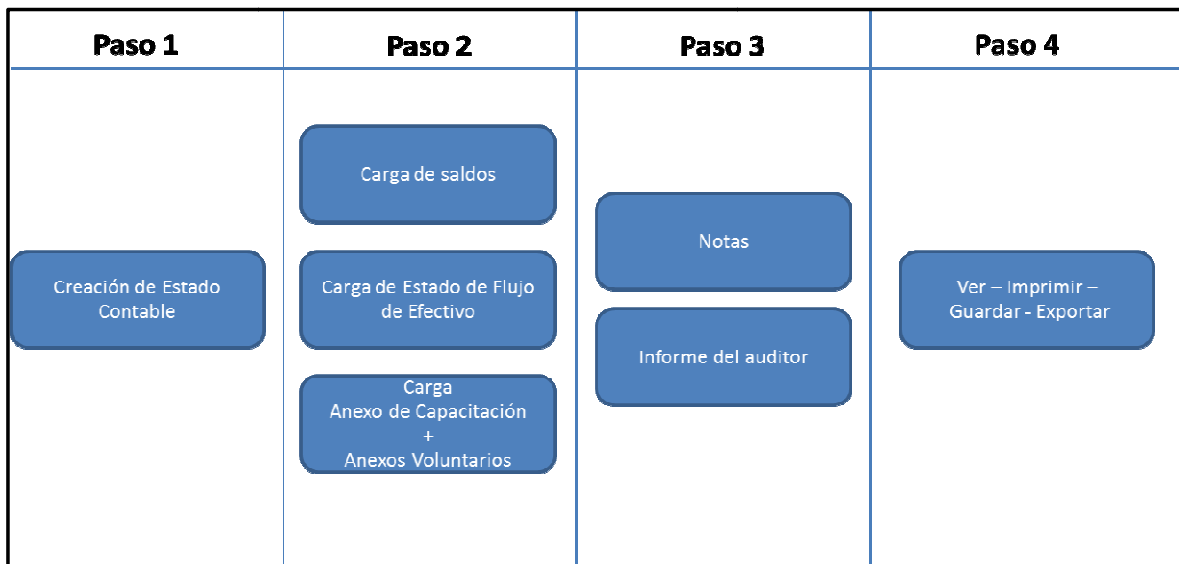 Paso 1
Paso 2
Paso 3
Paso 4
Creación de Estado
Contable
Carga de saldos
Carga de Estado de Flujo
de Efectivo
Carga
Anexo de Capacitación
+
Anexos Voluntarios
Notas
Informe del auditor
Ver – Imprimir –
Guardar - Exportar